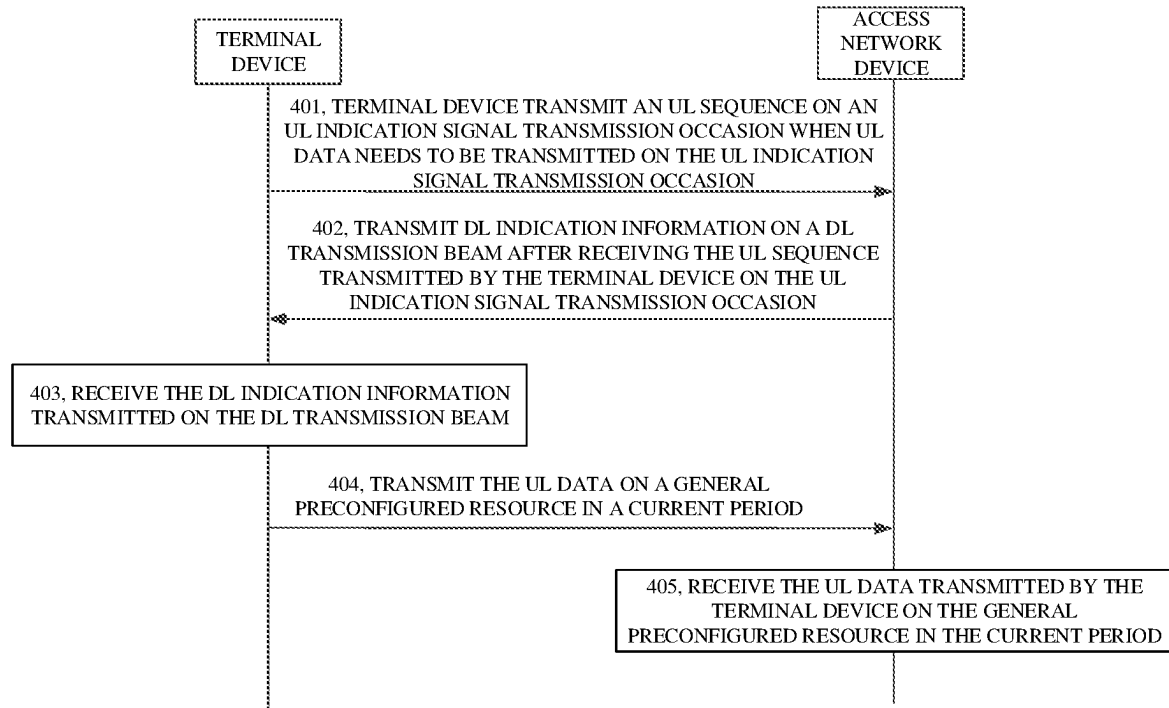 TERMINAL
DEVICE
ACCESS
NETWORK
DEVICE
401, TERMINAL DEVICE TRANSMIT AN UL SEQUENCE ON AN
UL INDICATION SIGNAL TRANSMISSION OCCASION WHEN UL
DATA NEEDS TO BE TRANSMITTED ON THE UL INDICATION
SIGNAL TRANSMISSION OCCASION
402, TRANSMIT DL INDICATION INFORMATION ON A DL
TRANSMISSION BEAM AFTER RECEIVING THE UL SEQUENCE
TRANSMITTED BY THE TERMINAL DEVICE ON THE UL
INDICATION SIGNAL TRANSMISSION OCCASION
403, RECEIVE THE DL INDICATION INFORMATION
TRANSMITTED ON THE DL TRANSMISSION BEAM
404, TRANSMIT THE UL DATA ON A GENERAL
PRECONFIGURED RESOURCE IN A CURRENT PERIOD
405, RECEIVE THE UL DATA TRANSMITTED BY THE
TERMINAL DEVICE ON THE GENERAL
PRECONFIGURED RESOURCE IN THE CURRENT PERIOD